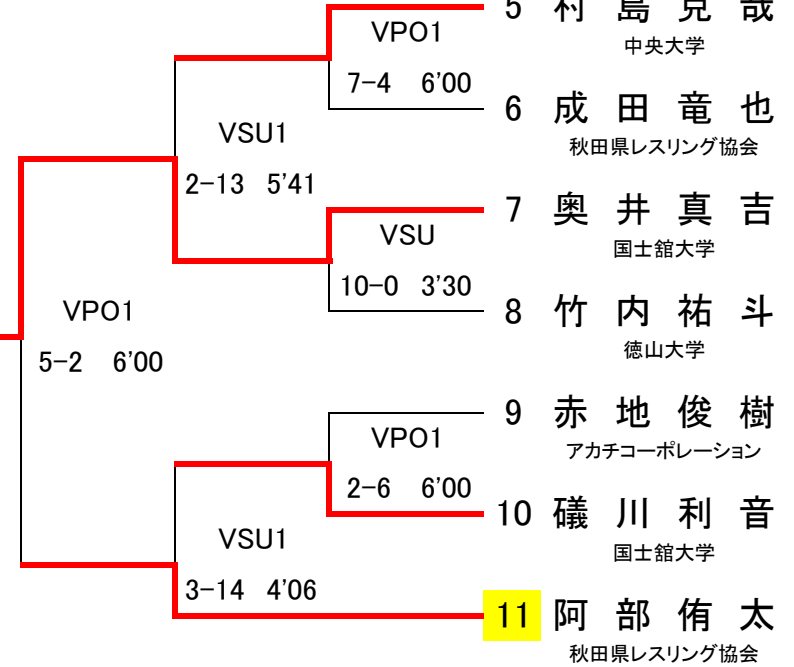 5 村 島 克 哉
中央大学
VPO1
7-4 6'00
6 成 田 竜 也
秋田県レスリング協会
VSU1
2-13 5'41
7 奥 井 真 吉
国士舘大学
VSU
10-0 3'30
8 竹 内 祐 斗
徳山大学
VPO1
5-2 6'00
9 赤 地 俊 樹
アカチコーポレーション
VPO1
2-6 6'00
10 礒 川 利 音
国士舘大学
VSU1
3-14 4'06
11 阿 部 侑 太
秋田県レスリング協会